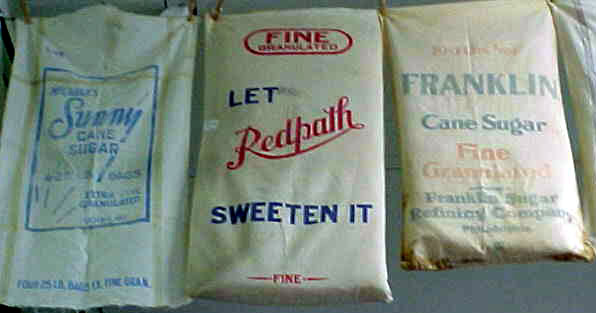 Sunny
CANE
SUGAR
BAGS
EXTRA FINE
GRANULATED
FOUR 25 LB. BAGS EX. FINE GRAN.
FINE
GRANULATED
LET
Redpath
SWEETEN IT
FINE
FRANKLIN
Cane Sugar
Fine
Granulated
Franklin Sugar
Refining Company
Philadelphia